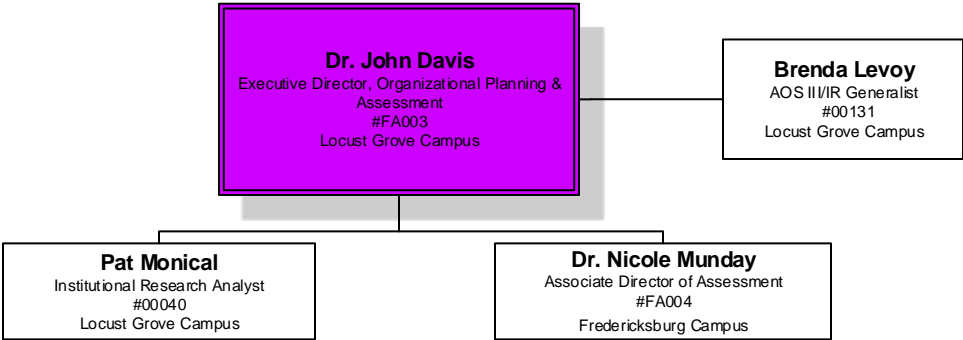 Dr. John Davis
Executive Director, Organizational Planning &
Assessment
#FA003
Locust Grove Campus
Brenda Levoy
AOS III/IR Generalist
#00131
Locust Grove Campus
Pat Monical
Institutional Research Analyst
#00040
Locust Grove Campus
Dr. Nicole Munday
Associate Director of Assessment
#FA004
Fredericksburg Campus